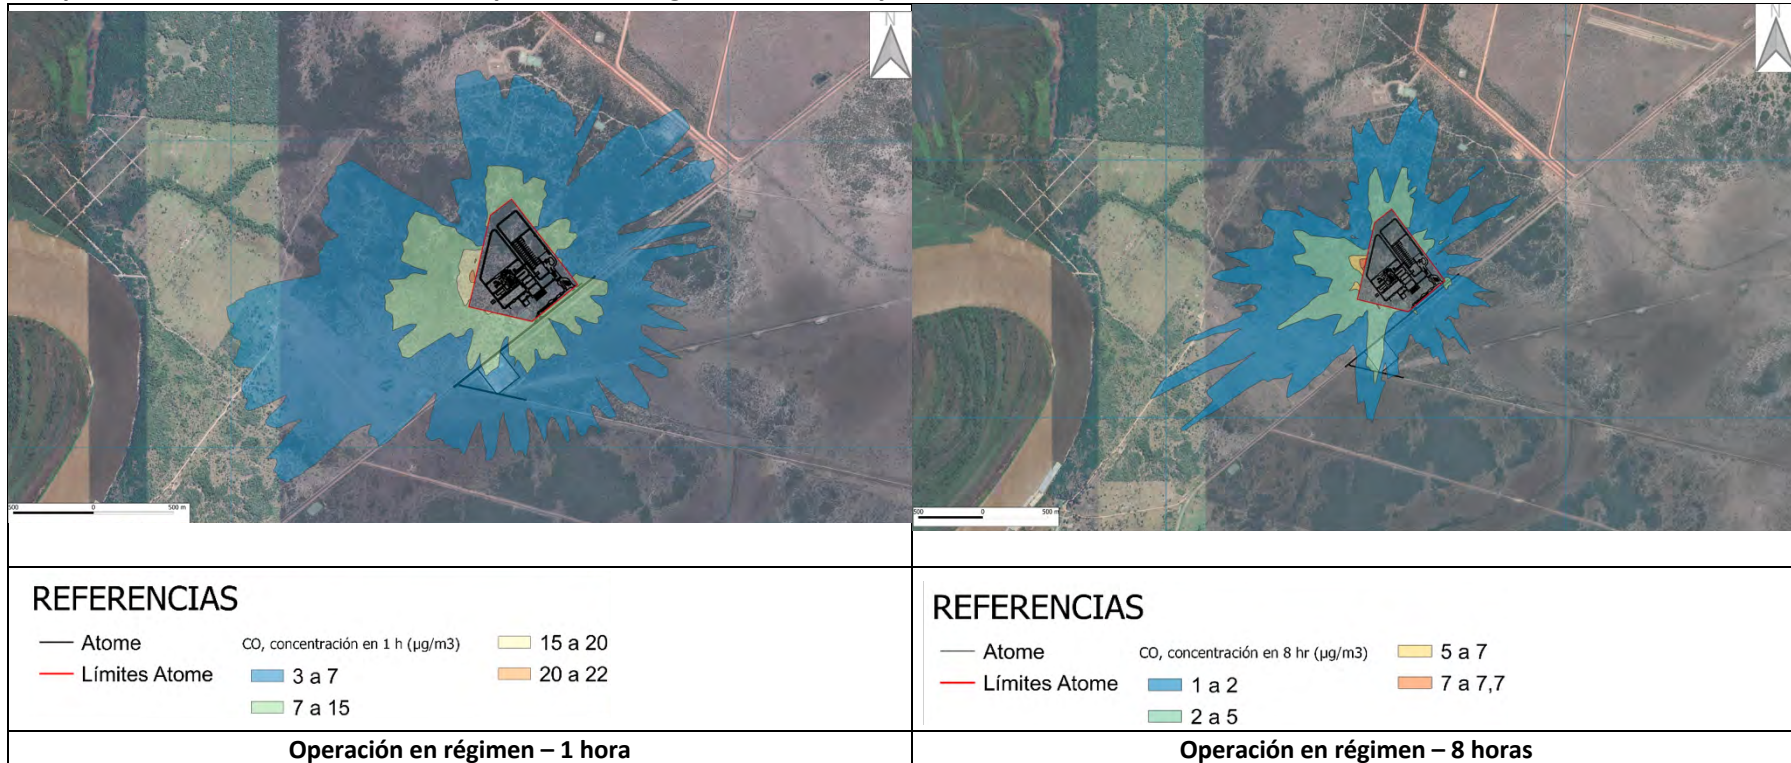 N
N
500 0 500 m
500 0 500 m
REFERENCIAS
Atome
Límites Atome
CO, concentración en 1 h (µg/m3)
3 a 7
7 a 15
15 a 20
20 a 22
REFERENCIAS
Atome
Límites Atome
CO, concentración en 8 hr (µg/m3)
1 a 2
2 a 5
5 a 7
7 a 7,7
Operación en régimen – 1 hora
Operación en régimen – 8 horas